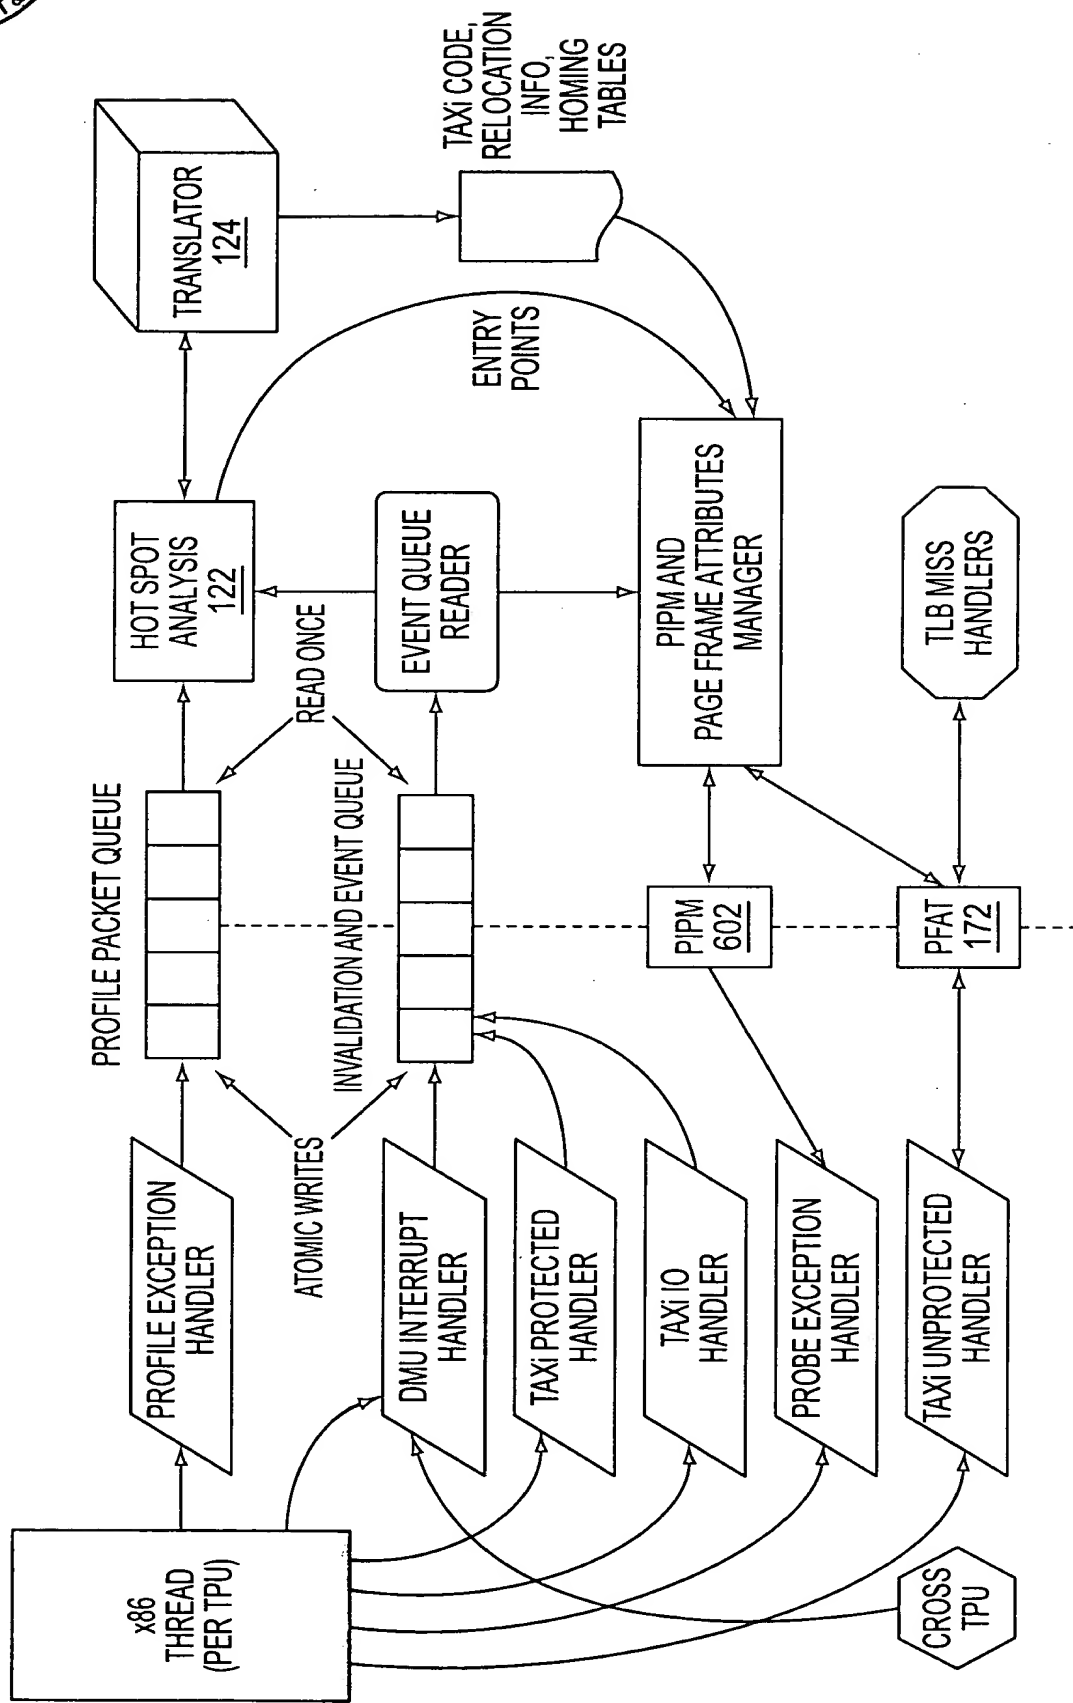 x86
THREAD
(PER TPU)
PROFILE EXCEPTION
HANDLER
PROFILE PACKET QUEUE
HOT SPOT
ANALYSIS
122
TRANSLATOR
124
ATOMIC WRITES
READ ONCE
DMU INTERRUPT
HANDLER
INVALIDATION AND EVENT QUEUE
EVENT QUEUE
READER
ENTRY
POINTS
TAXi CODE,
RELOCATION
INFO,
HOMING
TABLES
TAXi PROTECTED
HANDLER
TAXi IO
HANDLER
PIPM
602
PIPM AND
PAGE FRAME ATTRIBUTES
MANAGER
PROBE EXCEPTION
HANDLER
CROSS
TPU
TAXi UNPROTECTED
HANDLER
PFAT
172
TLB MISS
HANDLERS